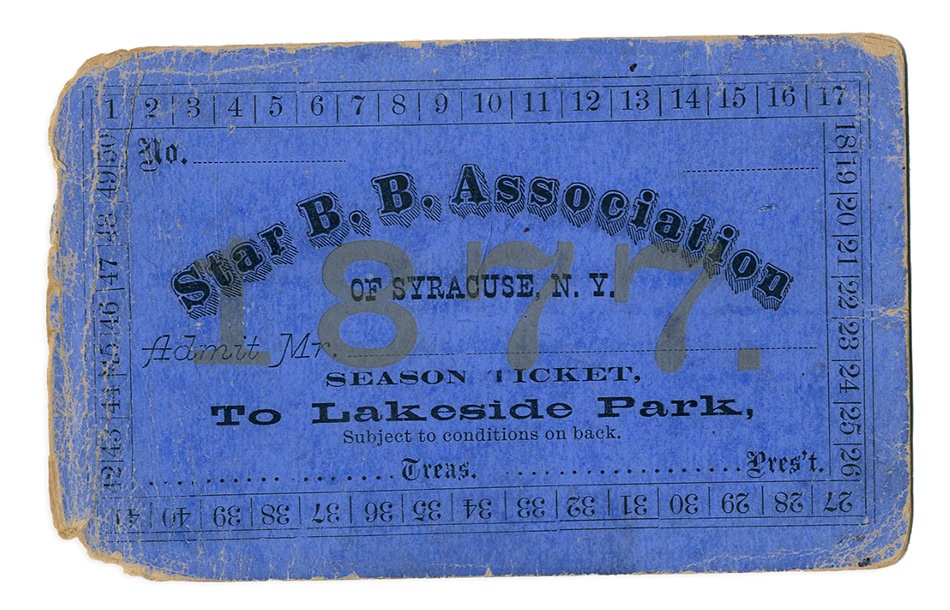 1 2 3 4 5 6 7 8 9 10 11 12 13 14 15 16 17
No.
Star B. B. Association
1877.
OF SYRACUSE, N. Y.
Admit Mr.
SEASON TICKET,
To Lakeside Park,
Subject to conditions on back.
Treas. Pres't.
18 19 20 21 22 23 24 25 26
27 28 29 30 31 32 33 34 35 36 37 38 39 40 41
42 43 44 45 46 47 48 49 50